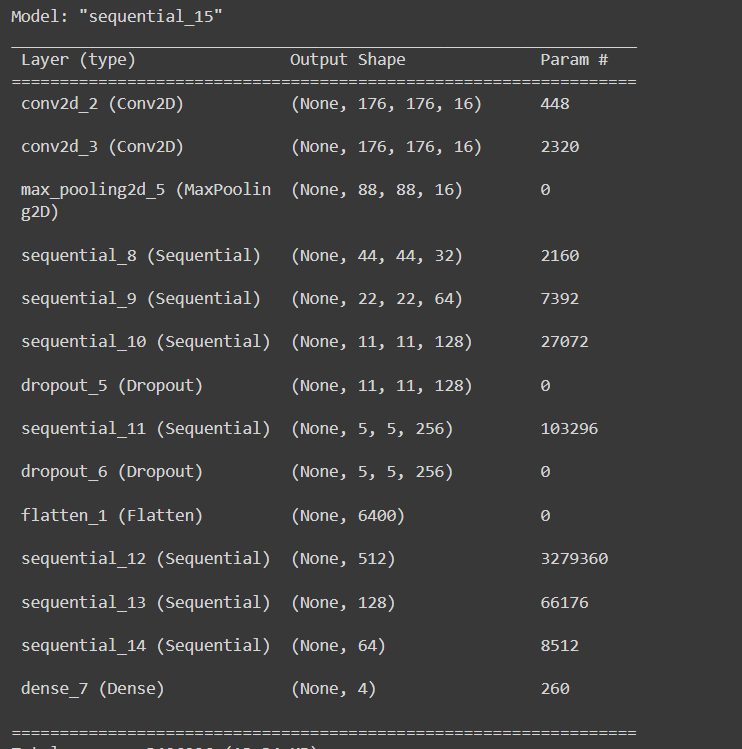 Model: "sequential_15"
Layer (type) Output Shape Param #
conv2d_2 (Conv2D) (None, 176, 176, 16) 448
conv2d_3 (Conv2D) (None, 176, 176, 16) 2320
max_pooling2d_5 (MaxPoolin (None, 88, 88, 16) 0
g2D)
sequential_8 (Sequential) (None, 44, 44, 32) 2160
sequential_9 (Sequential) (None, 22, 22, 64) 7392
sequential_10 (Sequential) (None, 11, 11, 128) 27072
dropout_5 (Dropout) (None, 11, 11, 128) 0
sequential_11 (Sequential) (None, 5, 5, 256) 103296
dropout_6 (Dropout) (None, 5, 5, 256) 0
flatten_1 (Flatten) (None, 6400) 0
sequential_12 (Sequential) (None, 512) 3279360
sequential_13 (Sequential) (None, 128) 66176
sequential_14 (Sequential) (None, 64) 8512
dense_7 (Dense) (None, 4) 260